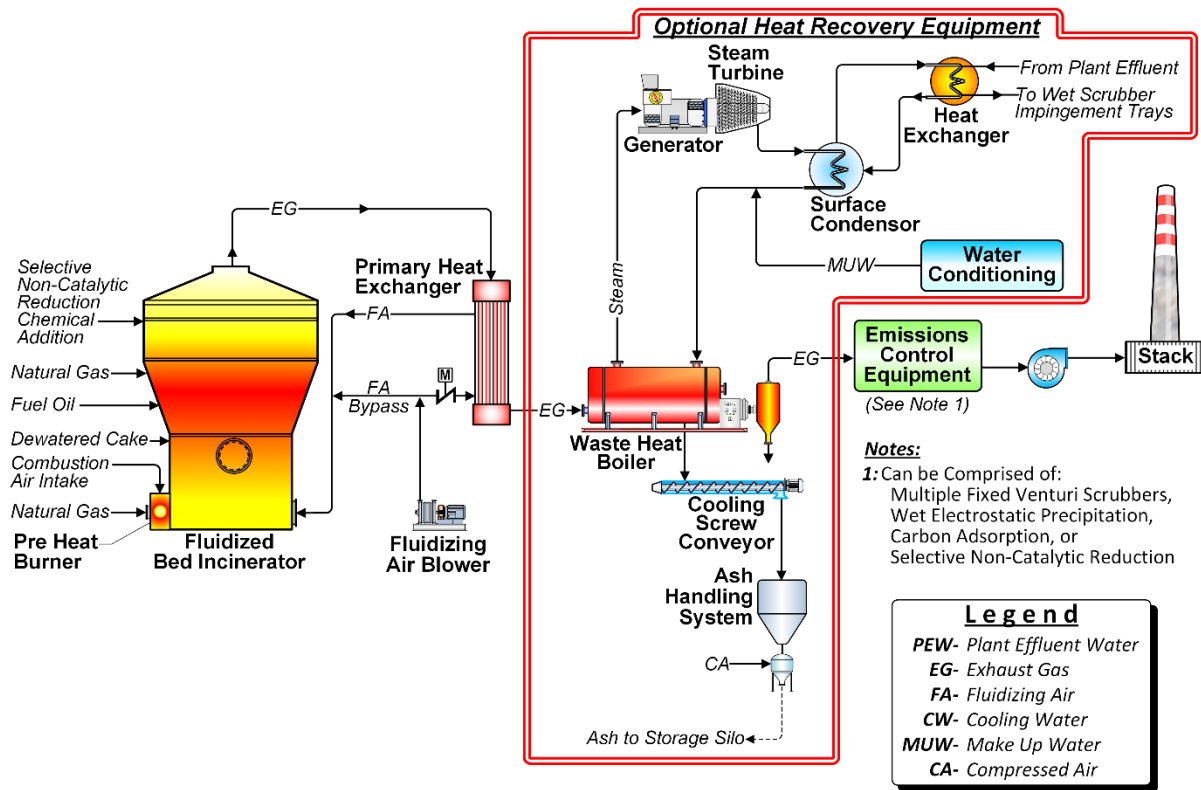 Optional Heat Recovery Equipment
Steam
Turbine
Generator
From Plant Effluent
To Wet Scrubber
Impingement Trays
Heat
Exchanger
Surface
Condensor
EG
Selective
Non-Catalytic
Reduction
Chemical
Addition
Primary Heat
Exchanger
FA
Steam
MUW
Water
Conditioning
Natural Gas
Fuel Oil
M
FA
Bypass
EG
EG
Emissions
Control
Equipment
(See Note 1)
Stack
Dewatered Cake
Combustion
Air Intake
Natural Gas
Pre Heat
Burner
Fluidized
Bed Incinerator
Fluidizing
Air Blower
Waste Heat
Boiler
Cooling
Screw
Conveyor
Ash
Handling
System
CA
Ash to Storage Silo
Notes:
1: Can be Comprised of:
Multiple Fixed Venturi Scrubbers,
Wet Electrostatic Precipitation,
Carbon Adsorption, or
Selective Non-Catalytic Reduction
Legend
PEW- Plant Effluent Water
EG- Exhaust Gas
FA- Fluidizing Air
CW- Cooling Water
MUW- Make Up Water
CA- Compressed Air